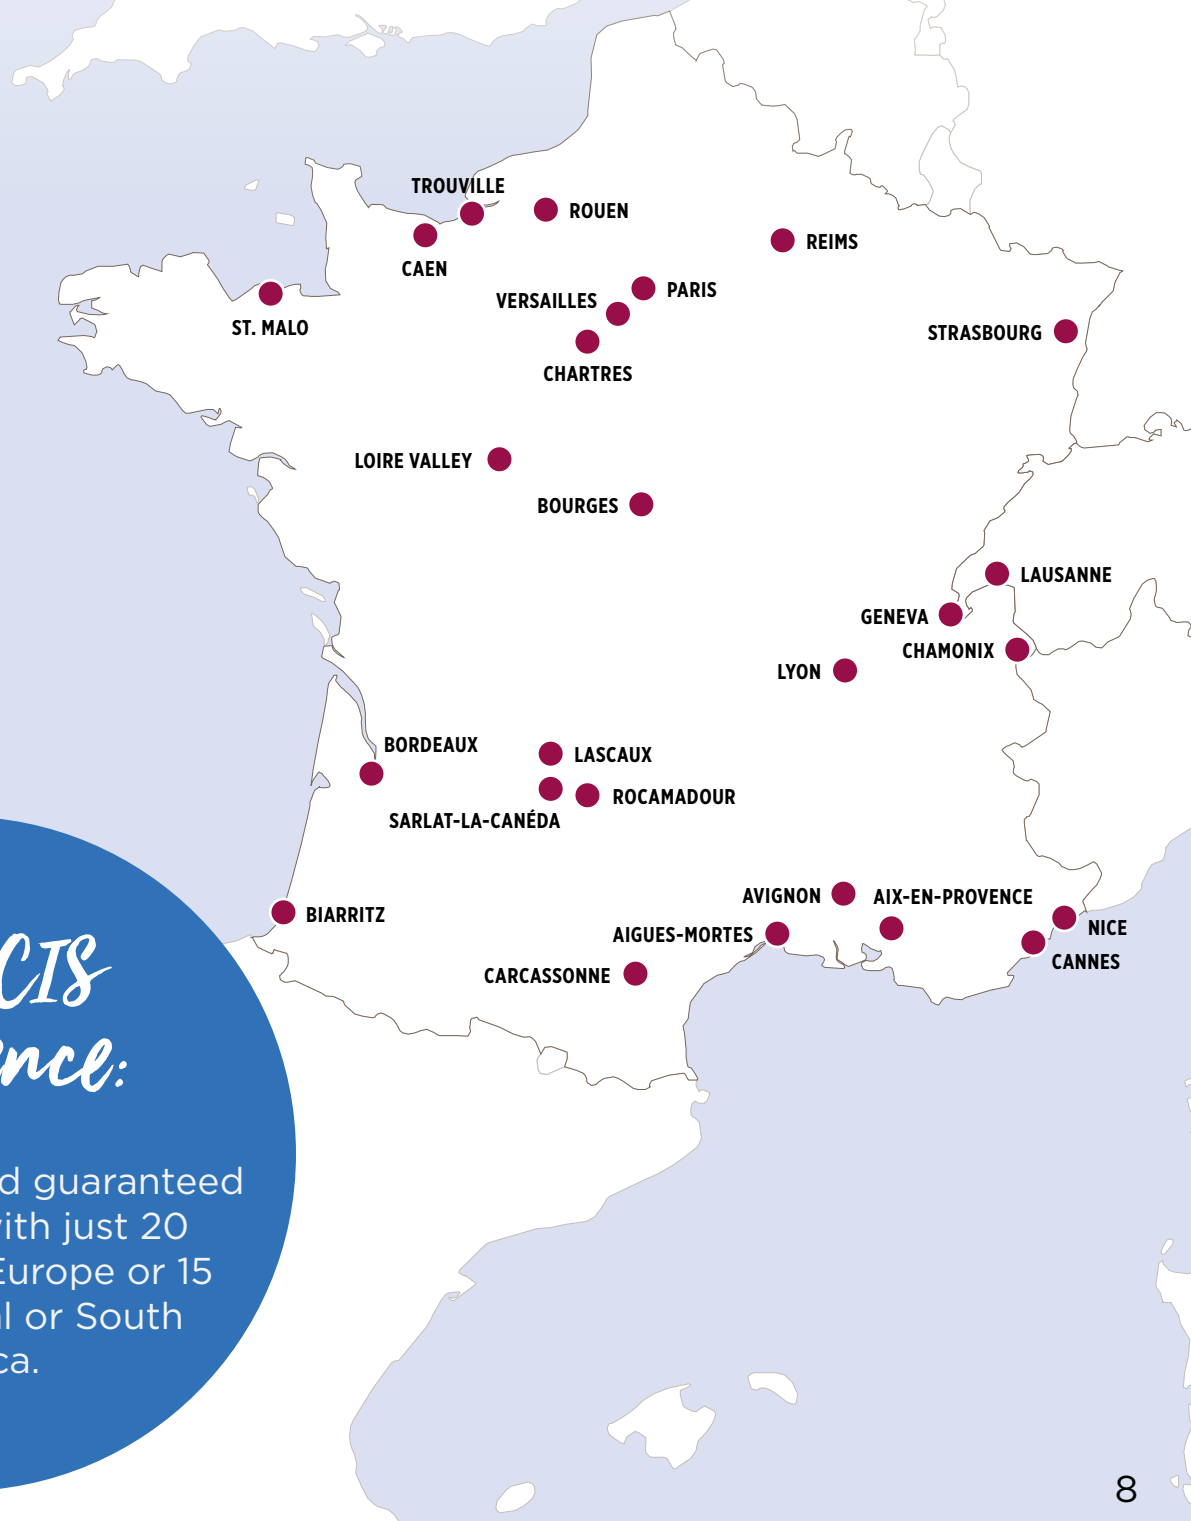 TROUVILLE
ROUEN
CAEN
REIMS
PARIS
VERSAILLES
ST. MALO
STRASBOURG
CHARTRES
LOIRE VALLEY
BOURGES
LAUSANNE
GENEVA
CHAMONIX
LYON
BORDEAUX
LASCAUX
ROCAMADOUR
SARLAT-LA-CANÉDA
AVIGNON
AIX-EN-PROVENCE
BIARRITZ
AIGUES-MORTES
NICE
CANNES
CARCASSONNE
CIS
ence:
d guaranteed
ith just 20
Europe or 15
l or South
ca.
8